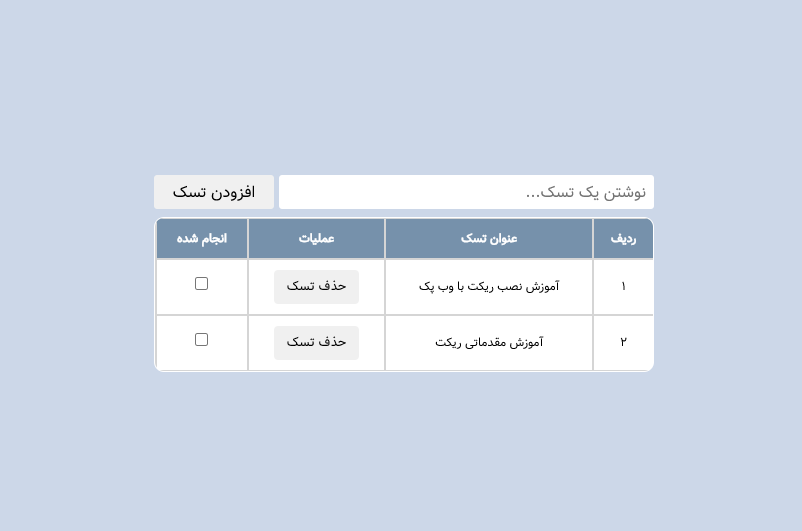 نوشتن یک تسک...
افزودن تسک
ردیف عنوان تسک عملیات انجام شده
۱ آموزش نصب ریکت با وب پک حذف تسک
۲ آموزش مقدماتی ریکت حذف تسک